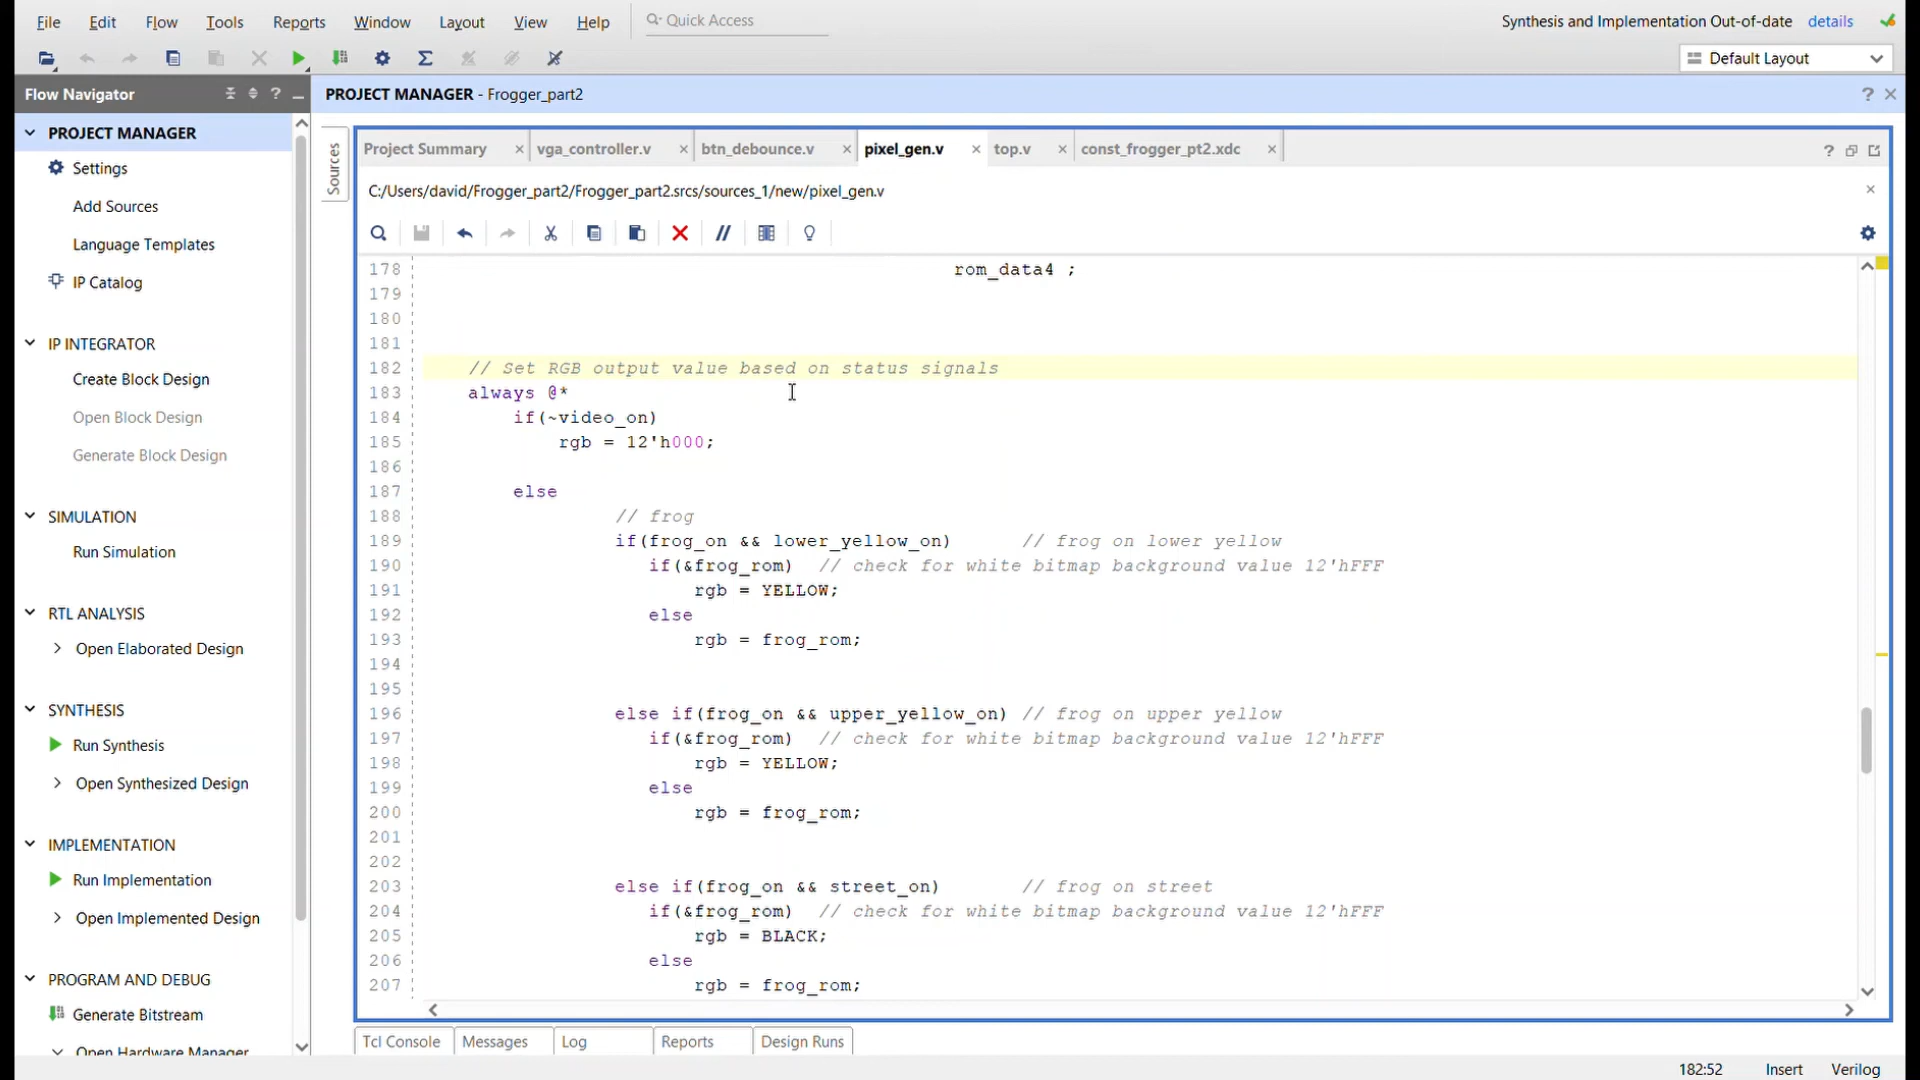 File Edit Flow Tools Reports Window Layout View Help Quick Access Synthesis and Implementation Out-of-date details
Default Layout
Flow Navigator ? _
PROJECT MANAGER - Frogger_part2 ? ×
PROJECT MANAGER
Settings
Add Sources
Language Templates
IP Catalog
IP INTEGRATOR
Create Block Design
Open Block Design
Generate Block Design
SIMULATION
Run Simulation
RTL ANALYSIS
Open Elaborated Design
SYNTHESIS
Run Synthesis
Open Synthesized Design
IMPLEMENTATION
Run Implementation
Open Implemented Design
PROGRAM AND DEBUG
Generate Bitstream
Open Hardware Manager
Sources
Project Summary × vga_controller.v × btn_debounce.v × pixel_gen.v × top.v × const_frogger_pt2.xdc × ?
C:/Users/david/Frogger_part2/Frogger_part2.srcs/sources_1/new/pixel_gen.v ×
178 rom_data4 ;
179
180
181
182 // Set RGB output value based on status signals
183 always @*
184 if(~video_on)
185 rgb = 12'h000;
186
187 else
188 // frog
189 if(frog_on && lower_yellow_on) // frog on lower yellow
190 if(&frog_rom) // check for white bitmap background value 12'hFFF
191 rgb = YELLOW;
192 else
193 rgb = frog_rom;
194
195
196 else if(frog_on && upper_yellow_on) // frog on upper yellow
197 if(&frog_rom) // check for white bitmap background value 12'hFFF
198 rgb = YELLOW;
199 else
200 rgb = frog_rom;
201
202
203 else if(frog_on && street_on) // frog on street
204 if(&frog_rom) // check for white bitmap background value 12'hFFF
205 rgb = BLACK;
206 else
207 rgb = frog_rom;
Tcl Console Messages Log Reports Design Runs
182:52 Insert Verilog